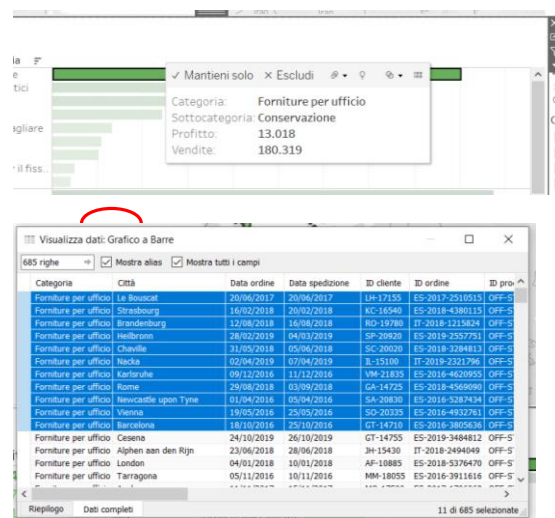 ✓ Mantieni solo × Escludi
Categoria: Forniture per ufficio
Sottocategoria: Conservazione
Profitto: 13.018
Vendite: 180.319
tici
agliare
il fiss..
Visualizza dati: Grafico a Barre
685 righe Mostra alias Mostra tutti i campi
Categoria Città Data ordine Data spedizione ID cliente ID ordine ID pro
Forniture per ufficio Le Bouscat 20/06/2017 20/06/2017 LH-17155 ES-2017-2510515 OFF-S
Forniture per ufficio Strasbourg 16/02/2018 20/02/2018 KC-16540 ES-2018-4380115 OFF-S
Forniture per ufficio Brandenburg 12/08/2018 16/08/2018 RO-19780 IT-2018-1215824 OFF-S
Forniture per ufficio Heilbronn 28/02/2019 04/03/2019 SP-20920 ES-2019-2557751 OFF-S
Forniture per ufficio Chaville 31/05/2018 05/06/2018 SC-20020 ES-2018-3284813 OFF-S
Forniture per ufficio Nacka 02/04/2019 07/04/2019 IL-15100 IT-2019-2321796 OFF-S
Forniture per ufficio Karlsruhe 09/12/2016 11/12/2016 VM-21835 ES-2016-4620955 OFF-S
Forniture per ufficio Rome 29/08/2018 03/09/2018 GA-14725 ES-2018-4569090 OFF-S
Forniture per ufficio Newcastle upon Tyne 01/04/2016 05/04/2016 SA-20830 ES-2016-5287434 OFF-S
Forniture per ufficio Vienna 19/05/2016 25/05/2016 SO-20335 ES-2016-4932761 OFF-S
Forniture per ufficio Barcelona 18/10/2016 25/10/2016 GT-14710 ES-2016-3805636 OFF-S
Forniture per ufficio Cesena 24/10/2019 26/10/2019 GT-14755 ES-2019-3484812 OFF-S
Forniture per ufficio Alphen aan den Rijn 23/06/2018 28/06/2018 JH-15430 IT-2018-2494049 OFF-S
Forniture per ufficio London 04/01/2018 10/01/2018 AF-10885 ES-2018-5376470 OFF-S
Forniture per ufficio Tarragona 05/11/2016 10/11/2016 MM-18055 ES-2016-3911616 OFF-S
Riepilogo Dati completi 11 di 685 selezionate